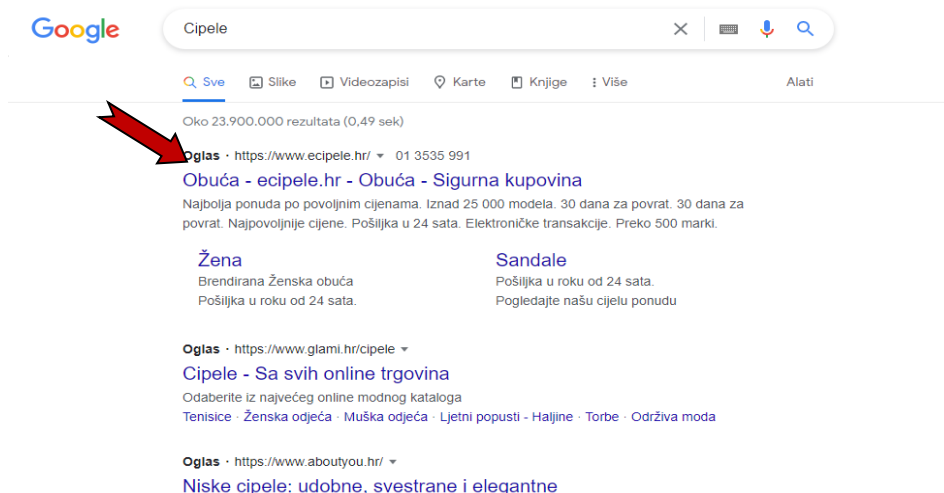 Google
Cipele
Sve Slike Videozapisi Karte Knjige Više Alati
Oko 23.900.000 rezultata (0,49 sek)
Oglas · https://www.ecipele.hr/ 01 3535 991
Obuća - ecipele.hr - Obuća - Sigurna kupovina
Najbolja ponuda po povoljnim cijenama. Iznad 25 000 modela. 30 dana za povrat. 30 dana za
povrat. Najpovoljnije cijene. Pošiljka u 24 sata. Elektroničke transakcije. Preko 500 marki.
Žena
Brendirana Ženska obuća
Pošiljka u roku od 24 sata.
Sandale
Pošiljka u roku od 24 sata.
Pogledajte našu cijelu ponudu
Oglas · https://www.glami.hr/cipele
Cipele - Sa svih online trgovina
Odaberite iz najvećeg online modnog kataloga
Tenisice · Ženska odjeća · Muška odjeća · Ljetni popusti - Haljine · Torbe · Održiva moda
Oglas · https://www.aboutyou.hr/
Niske cipele: udobne, svestrane i elegantne